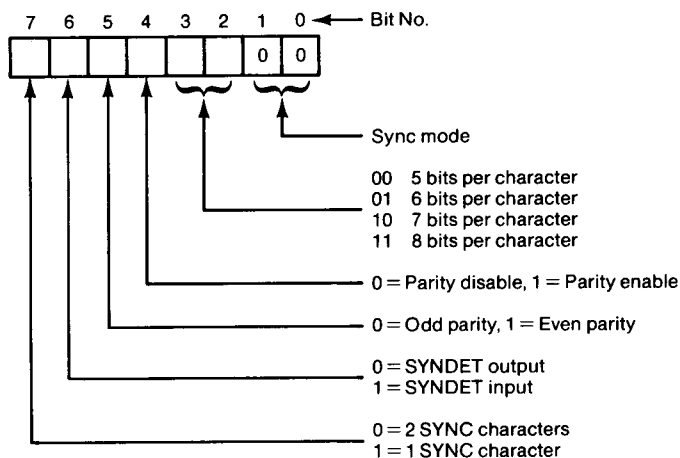 7 6 5 4 3 2 1 0 Bit No.
0 0
Sync mode
00 5 bits per character
01 6 bits per character
10 7 bits per character
11 8 bits per character
0 = Parity disable, 1 = Parity enable
0 = Odd parity, 1 = Even parity
0 = SYNDET output
1 = SYNDET input
0 = 2 SYNC characters
1 = 1 SYNC character